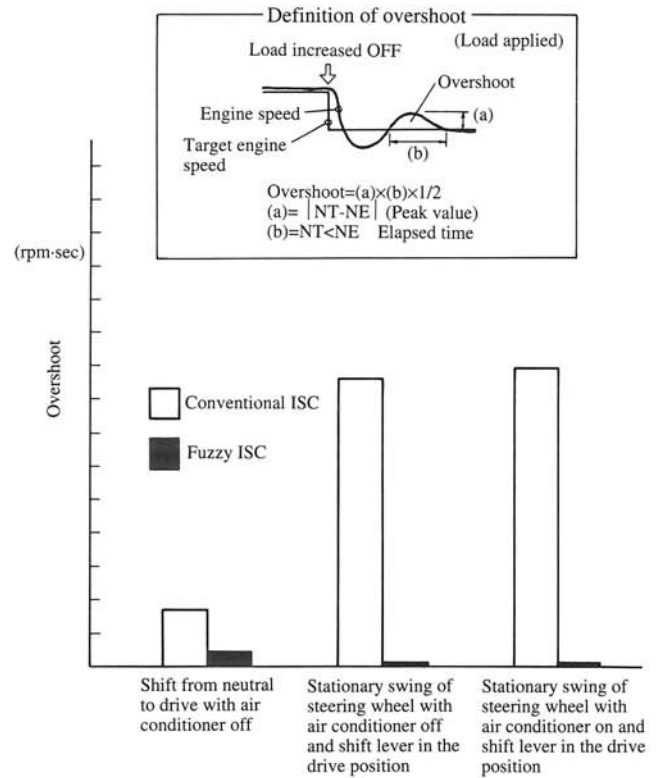 Definition of overshoot
Load increased OFF
(Load applied)
Overshoot
Engine speed
(a)
Target engine
speed
(b)
Overshoot=(a)×(b)×1/2
(a)= |NT-NE| (Peak value)
(b)=NT<NE Elapsed time
(rpm·sec)
Overshoot
Conventional ISC
Fuzzy ISC
Shift from neutral
to drive with air
conditioner off
Stationary swing of
steering wheel with
air conditioner off
and shift lever in the
drive position
Stationary swing of
steering wheel with
air conditioner on and
shift lever in the drive
position